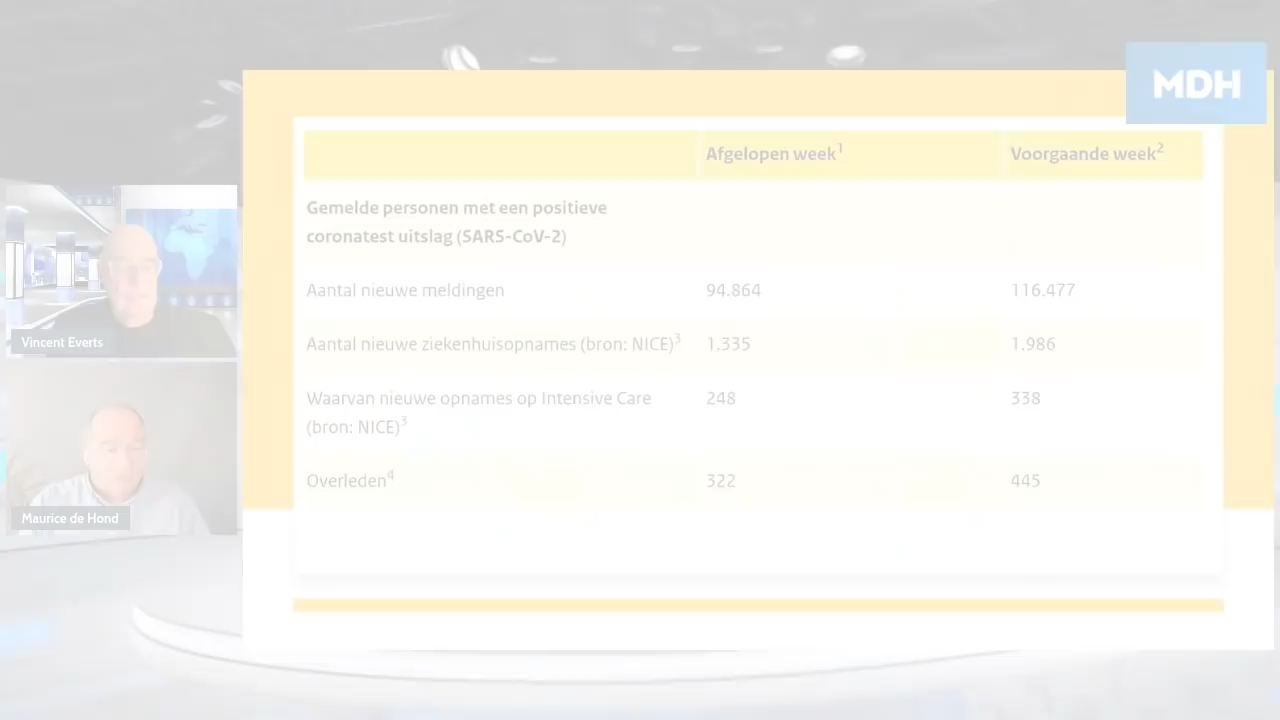 MDH
Afgelopen week¹ Voorgaande week²
Gemelde personen met een positieve
coronatest uitslag (SARS-CoV-2)
Aantal nieuwe meldingen 94.864 116.477
Aantal nieuwe ziekenhuisopnames (bron: NICE)³ 1.335 1.986
Waarvan nieuwe opnames op Intensive Care 248 338
(bron: NICE)³
Overleden⁴ 322 445
Vincent Everts
Maurice de Hond